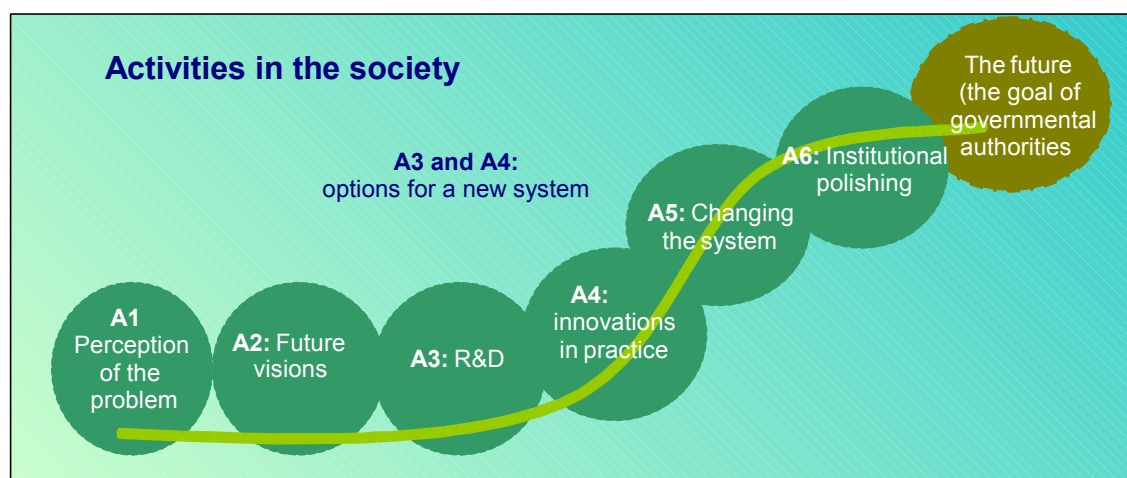 Activities in the society
A3 and A4:
options for a new system
A1
Perception
of the
problem
A2: Future
visions
A3: R&D
A4:
innovations
in practice
A5: Changing
the system
A6: Institutional
polishing
The future
(the goal of
governmental
authorities